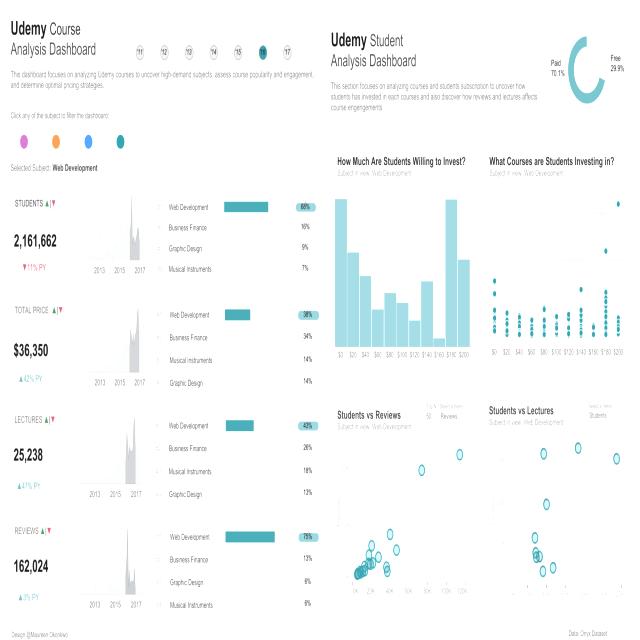 Udemy Course
Analysis Dashboard
'11 '12 '13 '14 '15 '16 '17
This dashboard focuses on analyzing Udemy courses to uncover high-demand subjects, assess course popularity and engagement,
and determine optimal pricing strategies.
Click any of the subject to filter the dashboard:
Selected Subject: Web Development
STUDENTS ▲|▼
2,161,662
▼11% PY
2013 2015 2017
Web Development 68%
Business Finance 16%
Graphic Design 9%
Musical Instruments 7%
TOTAL PRICE ▲|▼
$36,350
▲42% PY
2013 2015 2017
Web Development 38%
Business Finance 34%
Musical Instruments 14%
Graphic Design 14%
LECTURES ▲|▼
25,238
▲41% PY
2013 2015 2017
Web Development 43%
Business Finance 26%
Musical Instruments 18%
Graphic Design 13%
REVIEWS ▲|▼
162,024
2013 2015 2017
Web Development 75%
Business Finance 13%
Graphic Design 6%
Musical Instruments 6%
Design @Maureen Okonkwo
Udemy Student
Analysis Dashboard
This section focuses on analyzing courses and students subscription to uncover how
students has invested in each courses and also discover how reviews and lectures affects
course engengements
Paid
70.1%
Free
29.9%
How Much Are Students Willing to Invest?
Subject in view: Web Development
$0 $20 $40 $60 $80 $100 $120 $140 $160 $180 $200
What Courses are Students Investing in?
Subject in view: Web Development
$0 $20 $40 $60 $80 $100 $120 $140 $160 $180 $200
Students vs Reviews
Subject in view: Web Development
50 Reviews
0K 20K 40K 60K 80K 100K 120K
Students vs Lectures
Subject in view: Web Development
Students
Data: Onyx Dataset